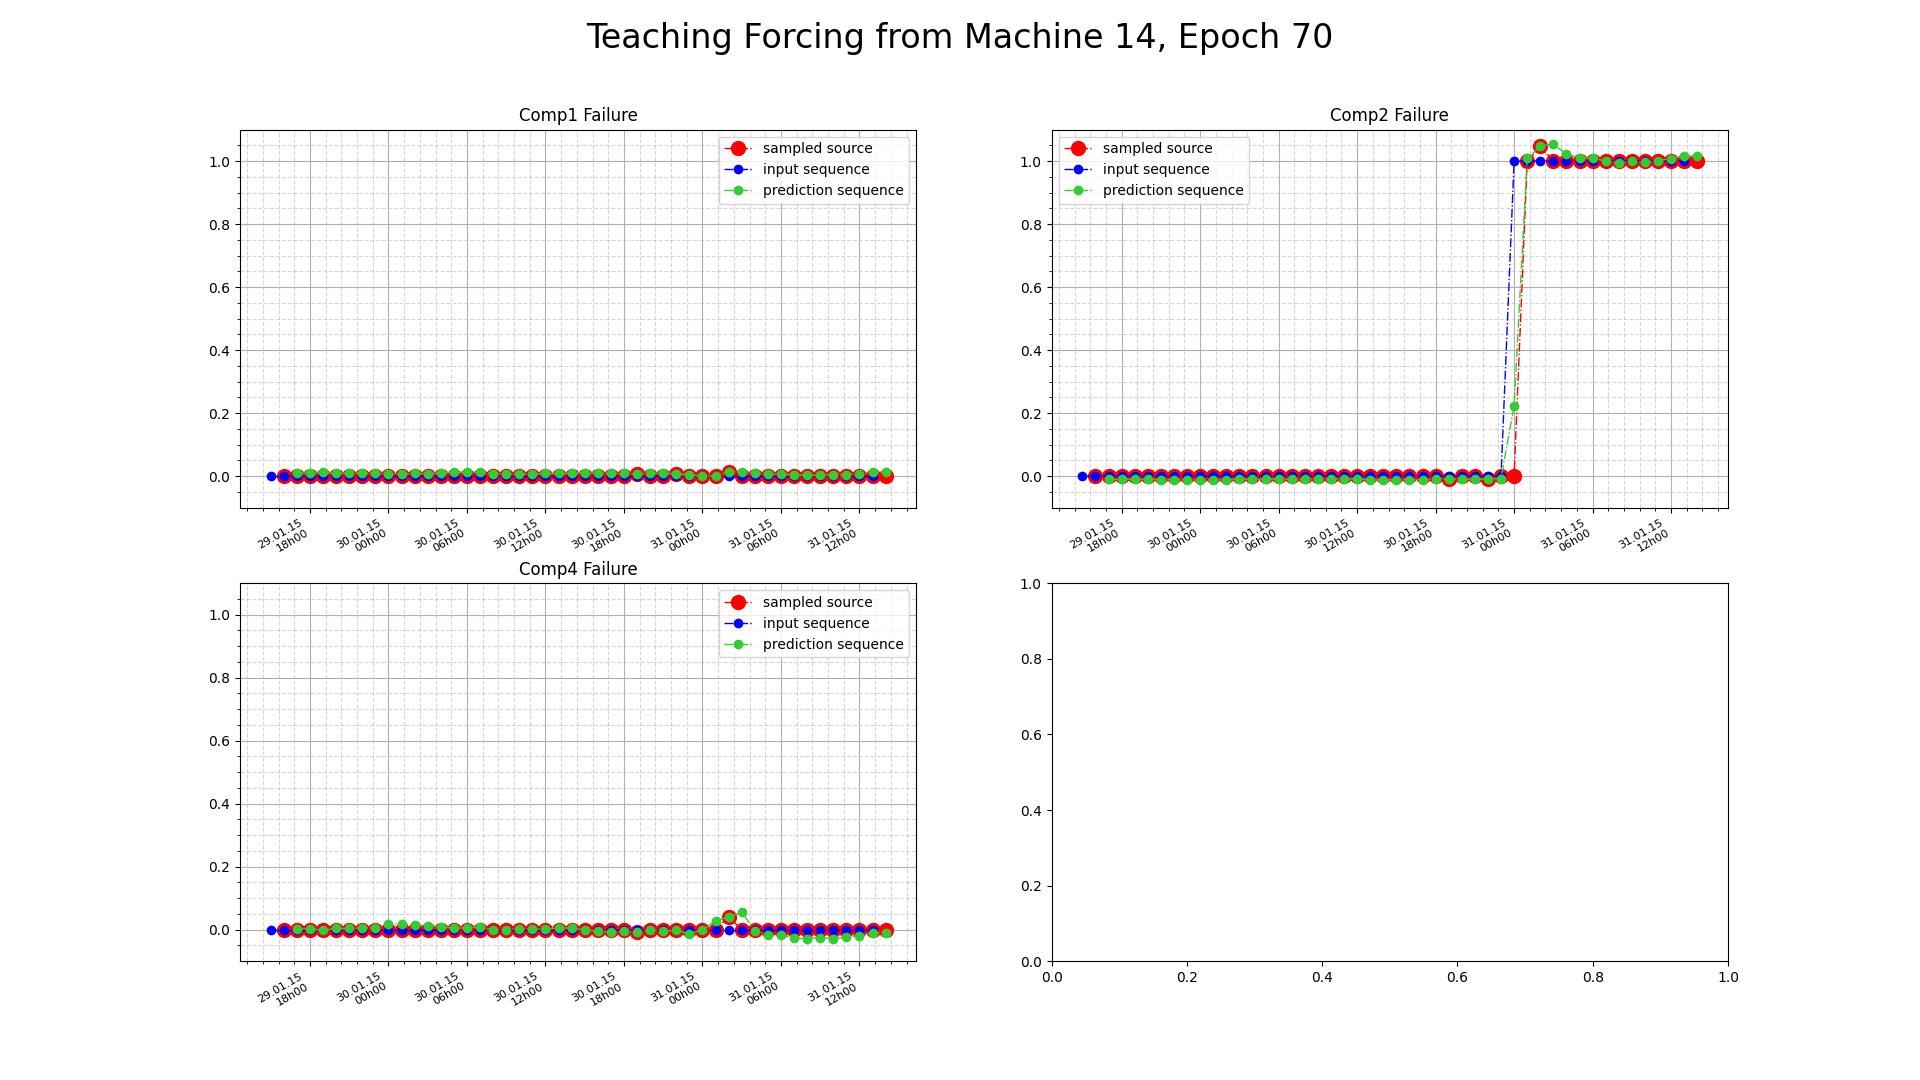 Teaching Forcing from Machine 14, Epoch 70
Comp1 Failure
1.0
0.8
0.6
0.4
0.2
0.0
sampled source
input sequence
prediction sequence
29.01.15
18h00
30.01.15
00h00
30.01.15
06h00
30.01.15
12h00
30.01.15
18h00
31.01.15
00h00
31.01.15
06h00
31.01.15
12h00
Comp2 Failure
1.0
0.8
0.6
0.4
0.2
0.0
sampled source
input sequence
prediction sequence
29.01.15
18h00
30.01.15
00h00
30.01.15
06h00
30.01.15
12h00
30.01.15
18h00
31.01.15
00h00
31.01.15
06h00
31.01.15
12h00
Comp4 Failure
1.0
0.8
0.6
0.4
0.2
0.0
sampled source
input sequence
prediction sequence
29.01.15
18h00
30.01.15
00h00
30.01.15
06h00
30.01.15
12h00
30.01.15
18h00
31.01.15
00h00
31.01.15
06h00
31.01.15
12h00
1.0
0.8
0.6
0.4
0.2
0.0
0.0 0.2 0.4 0.6 0.8 1.0